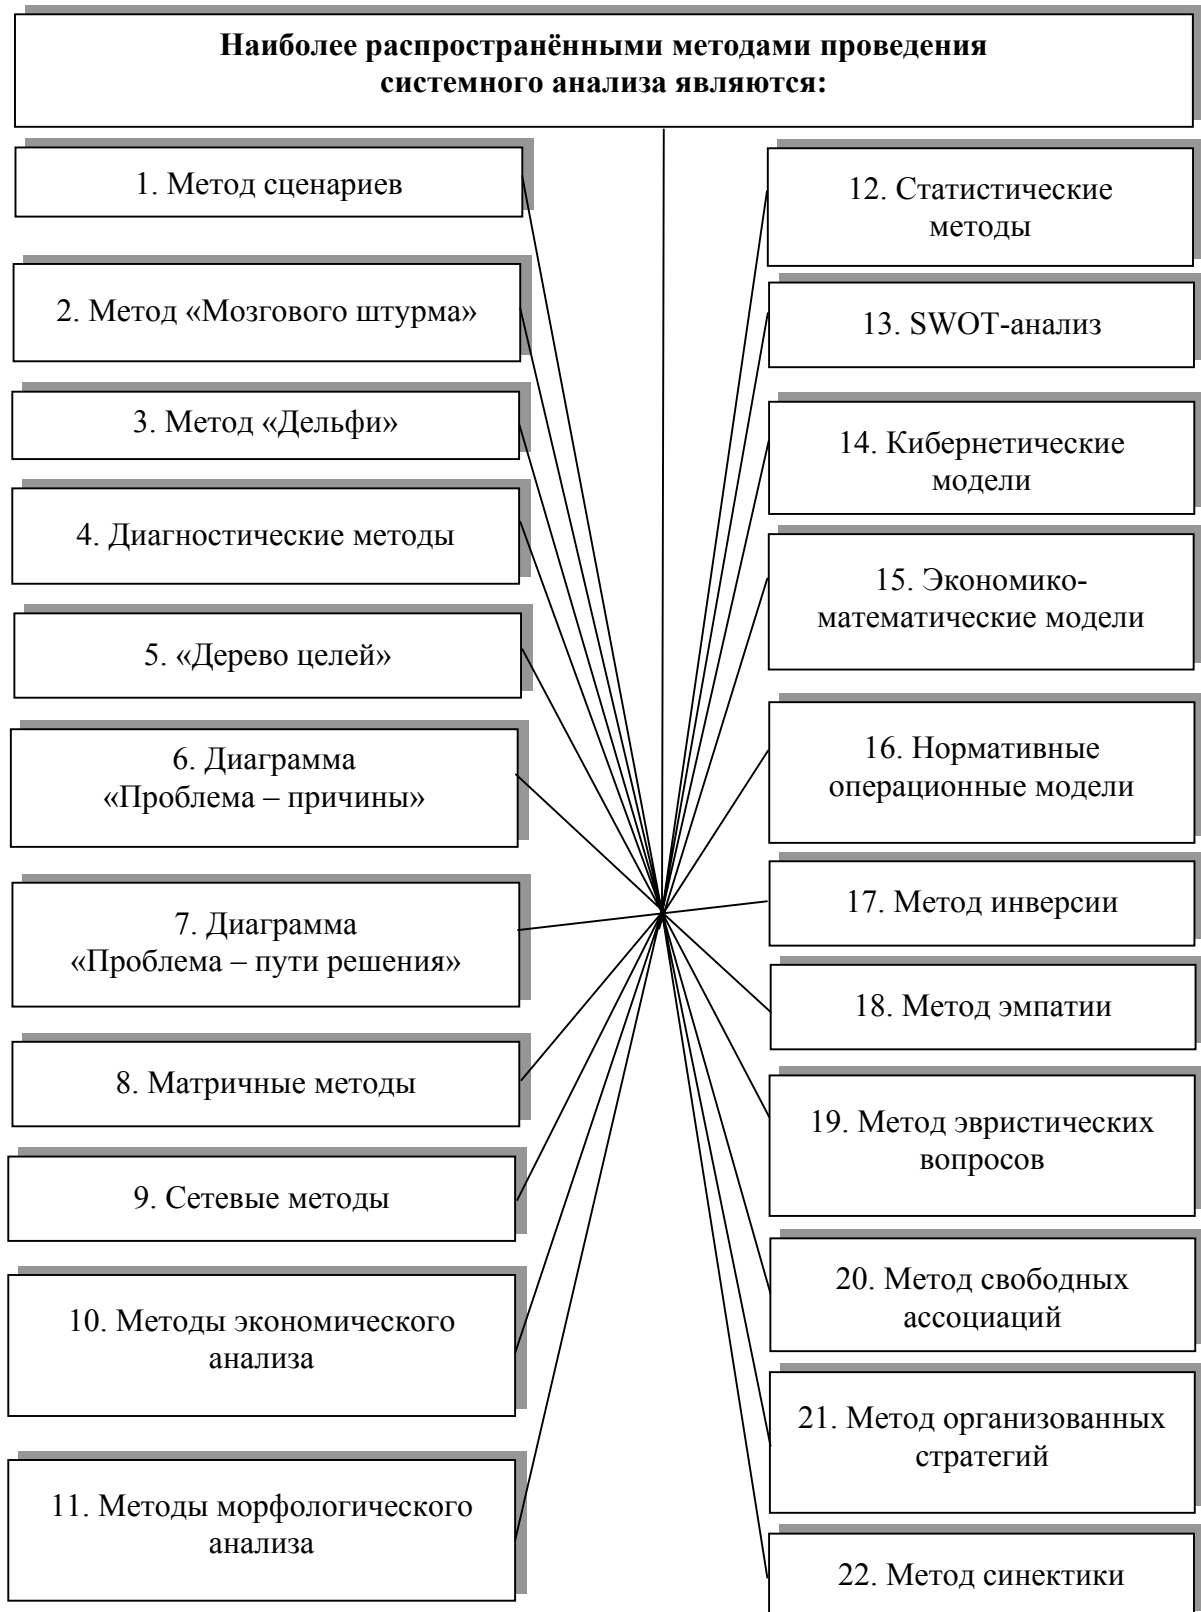 Наиболее распространёнными методами проведения
системного анализа являются:
1. Метод сценариев
2. Метод «Мозгового штурма»
3. Метод «Дельфи»
4. Диагностические методы
5. «Дерево целей»
6. Диаграмма
«Проблема – причины»
7. Диаграмма
«Проблема – пути решения»
8. Матричные методы
9. Сетевые методы
10. Методы экономического
анализа
11. Методы морфологического
анализа
12. Статистические
методы
13. SWOT-анализ
14. Кибернетические
модели
15. Экономико-
математические модели
16. Нормативные
операционные модели
17. Метод инверсии
18. Метод эмпатии
19. Метод эвристических
вопросов
20. Метод свободных
ассоциаций
21. Метод организованных
стратегий
22. Метод синектики